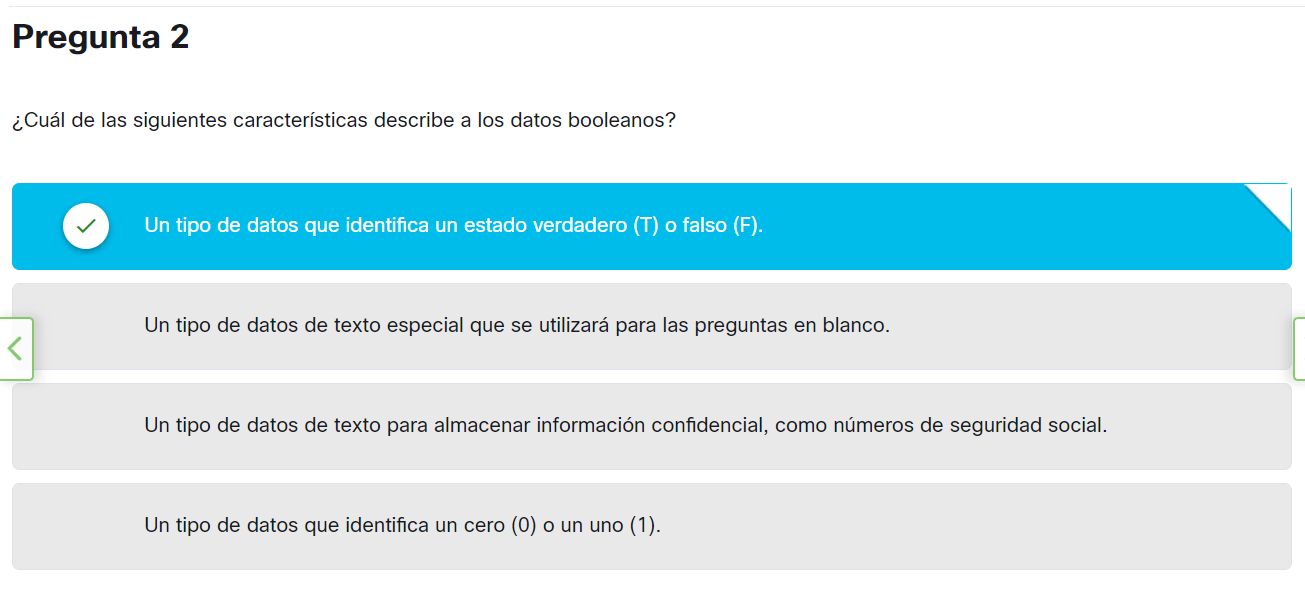 Pregunta 2
¿Cuál de las siguientes características describe a los datos booleanos?
Un tipo de datos que identifica un estado verdadero (T) o falso (F).
Un tipo de datos de texto especial que se utilizará para las preguntas en blanco.
Un tipo de datos de texto para almacenar información confidencial, como números de seguridad social.
Un tipo de datos que identifica un cero (0) o un uno (1).